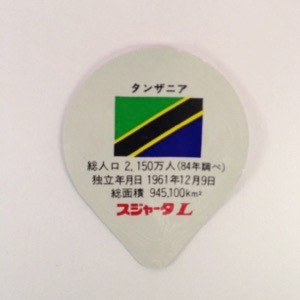 タンザニア
総人口 2,150万人(84年調べ)
独立年月日 1961年12月9日
総面積 945,100km²
スジャータL